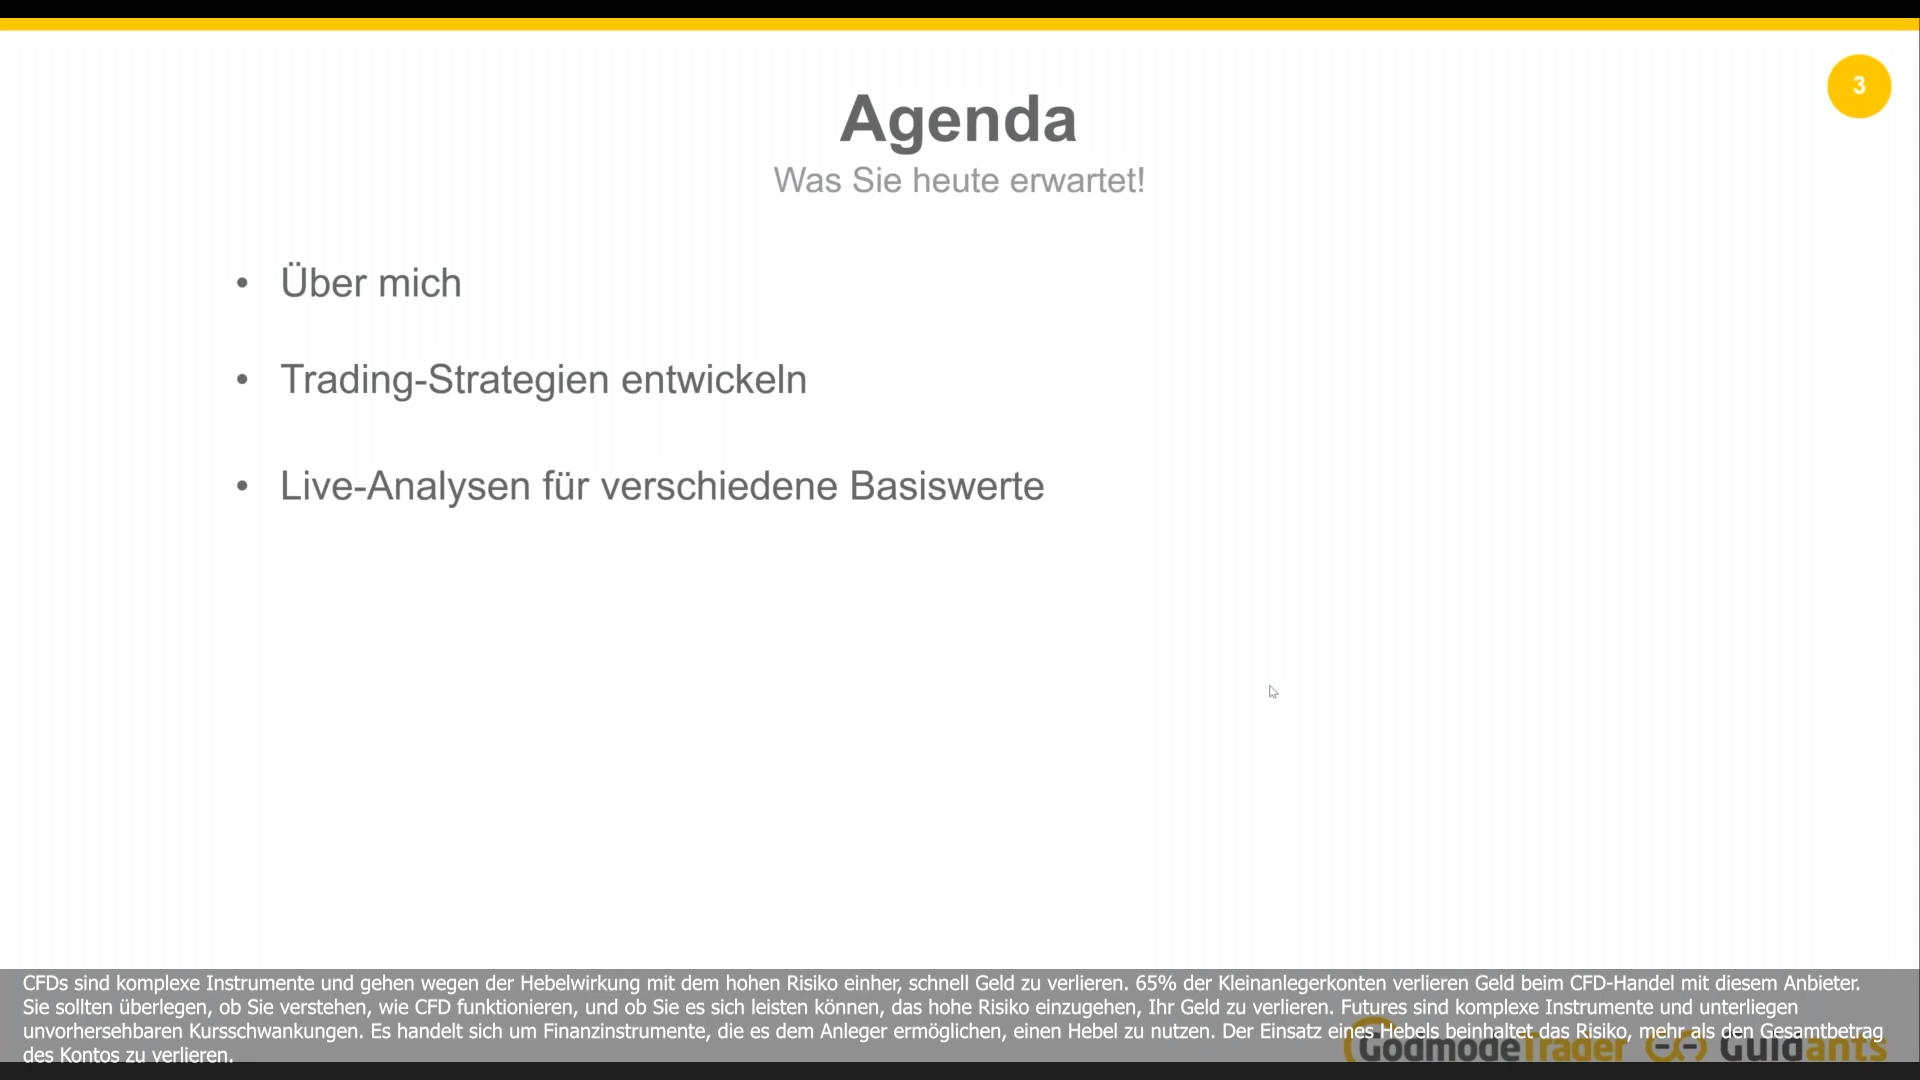 3
Agenda
Was Sie heute erwartet!
• Über mich
• Trading-Strategien entwickeln
• Live-Analysen für verschiedene Basiswerte
CFDs sind komplexe Instrumente und gehen wegen der Hebelwirkung mit dem hohen Risiko einher, schnell Geld zu verlieren. 65% der Kleinanlegerkonten verlieren Geld beim CFD-Handel mit diesem Anbieter.
Sie sollten überlegen, ob Sie verstehen, wie CFD funktionieren, und ob Sie es sich leisten können, das hohe Risiko einzugehen, Ihr Geld zu verlieren. Futures sind komplexe Instrumente und unterliegen
unvorhersehbaren Kursschwankungen. Es handelt sich um Finanzinstrumente, die es dem Anleger ermöglichen, einen Hebel zu nutzen. Der Einsatz eines Hebels beinhaltet das Risiko, mehr als den Gesamtbetrag
des Kontos zu verlieren.
GodmodeTrader Guidants